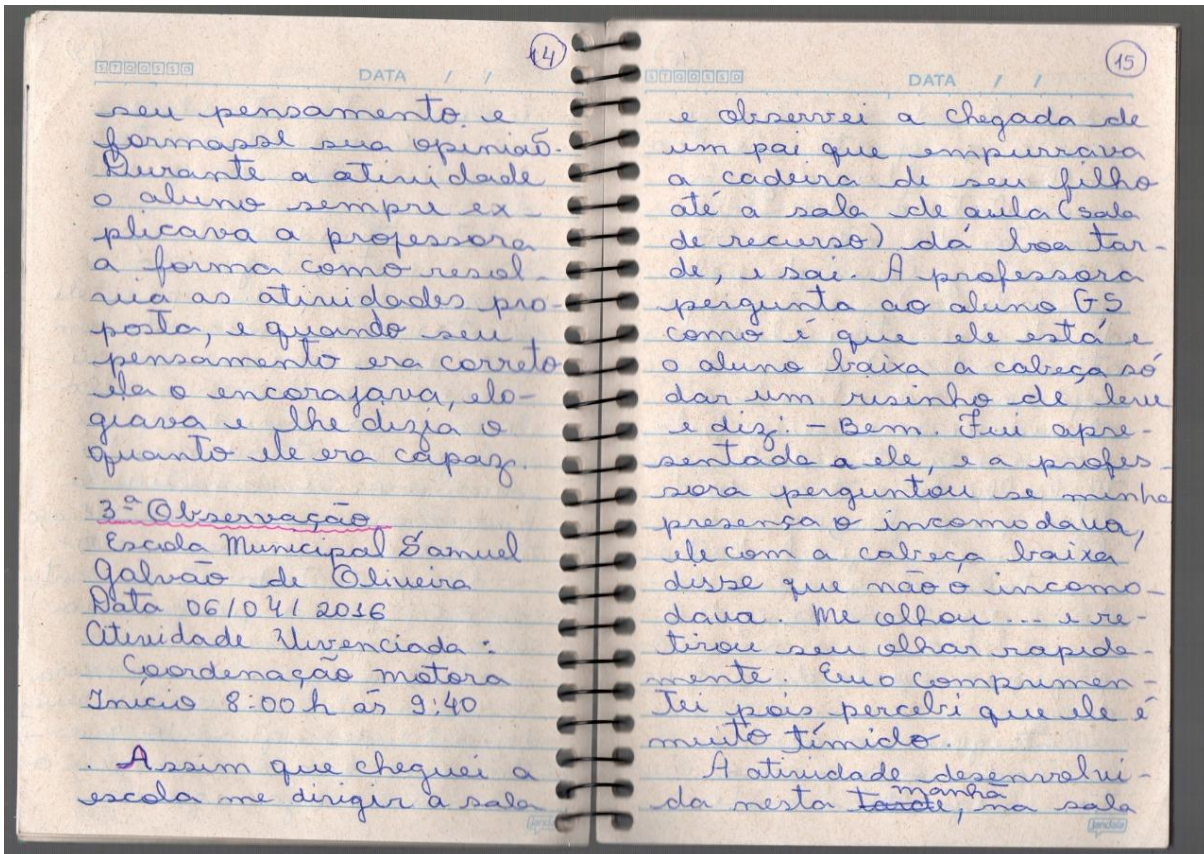 14
STQQSSD
DATA / /
seu pensamento e
formasse sua opinião.
Durante a atividade
o aluno sempre ex-
plicava a professora
a forma como resol-
via as atividades pro-
posta, e quando seu
pensamento era correto
ela o encorajava, elo-
giava e lhe dizia o
quanto ele era capaz.
3ª Observação
Escola Municipal Samuel
Galvão de Oliveira
Data 06/04/2016
Atividade Vivenciada:
Coordenação motora
Início 8:00 h às 9:40
. Assim que cheguei a
escola me dirigir a sala
15
STQQSSD
DATA / /
e observei a chegada de
um pai que empurrava
a cadeira de seu filho
até a sala de aula (sala
de recurso) dá boa tar-
de, e sai. A professora
pergunta ao aluno GS
como é que ele está e
o aluno baixa a cabeça só
dar um risinho de leve
e diz: - Bem. Fui apre-
sentada a ele, e a profes-
sora perguntou se minha
presença o incomodava,
ele com a cabeça baixa
disse que não o incomo-
dava. Me olhou ... e re-
tirou seu olhar rapida-
mente. Eu o comprimen-
tei pois percebi que ele é
muito tímido.
A atividade desenvolvi-
da nesta tarde, manhã na sala
jandaia